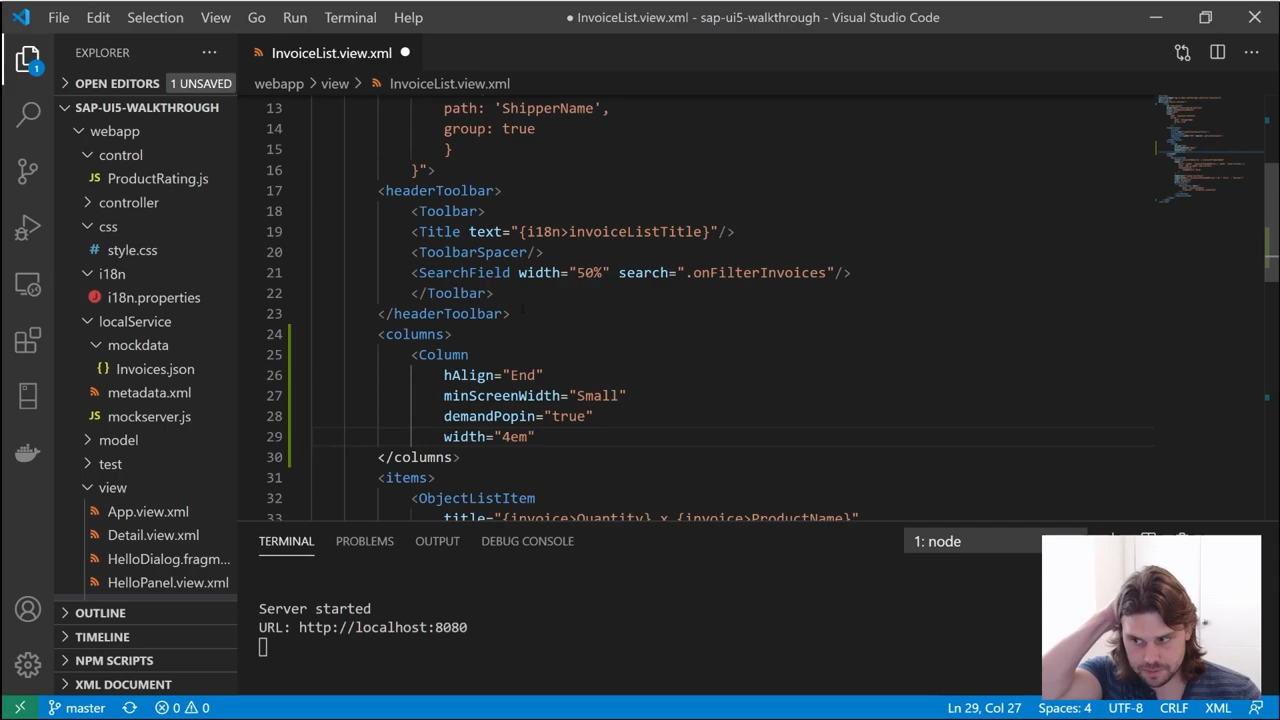 File Edit Selection View Go Run Terminal Help
● InvoiceList.view.xml - sap-ui5-walkthrough - Visual Studio Code
EXPLORER
InvoiceList.view.xml
OPEN EDITORS 1 UNSAVED
webapp > view > InvoiceList.view.xml
SAP-UI5-WALKTHROUGH
webapp
control
ProductRating.js
controller
css
# style.css
i18n
i18n.properties
localService
mockdata
{} Invoices.json
metadata.xml
JS mockserver.js
model
test
view
App.view.xml
Detail.view.xml
HelloDialog.fragm...
HelloPanel.view.xml
OUTLINE
TIMELINE
NPM SCRIPTS
XML DOCUMENT
1
13 path: 'ShipperName',
14 group: true
15 }
16 }">
17 <headerToolbar>
18 <Toolbar>
19 <Title text="{i18n>invoiceListTitle}"/>
20 <ToolbarSpacer/>
21 <SearchField width="50%" search=".onFilterInvoices"/>
22 </Toolbar>
23 </headerToolbar>
24 <columns>
25 <Column
26 hAlign="End"
27 minScreenWidth="Small"
28 demandPopin="true"
29 width="4em"
30 </columns>
31 <items>
32 <ObjectListItem
33 title="{invoice>Quantity} x {invoice>ProductName}"
TERMINAL PROBLEMS OUTPUT DEBUG CONSOLE
1: node
Server started
URL: http://localhost:8080
master
0 0
Ln 29, Col 27 Spaces: 4 UTF-8 CRLF XML